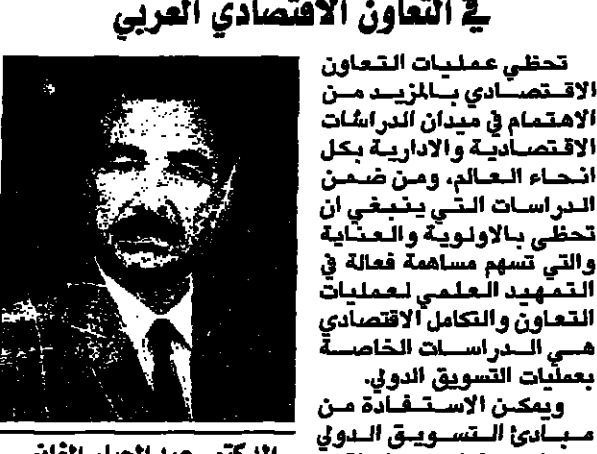 في التعاون الاقتصادي العربي
تحظي عمليات التعاون
الاقتصادي بالمزيد من
الاهتمام في ميدان الدراسات
الاقتصادية والادارية بكل
انحاء العالم، ومن ضمن
الدراسات التي ينبغي ان
تحظى بالاولوية والعناية
والتي تسهم مساهمة فعالة في
التمهيد العلمي لعمليات
التعاون والتكامل الاقتصادي
هي الدراسات الخاصة
بعمليات التسويق الدولي.
ويمكن الاستفادة من
مبادئ التسويق الدولي
الدكتور عبد